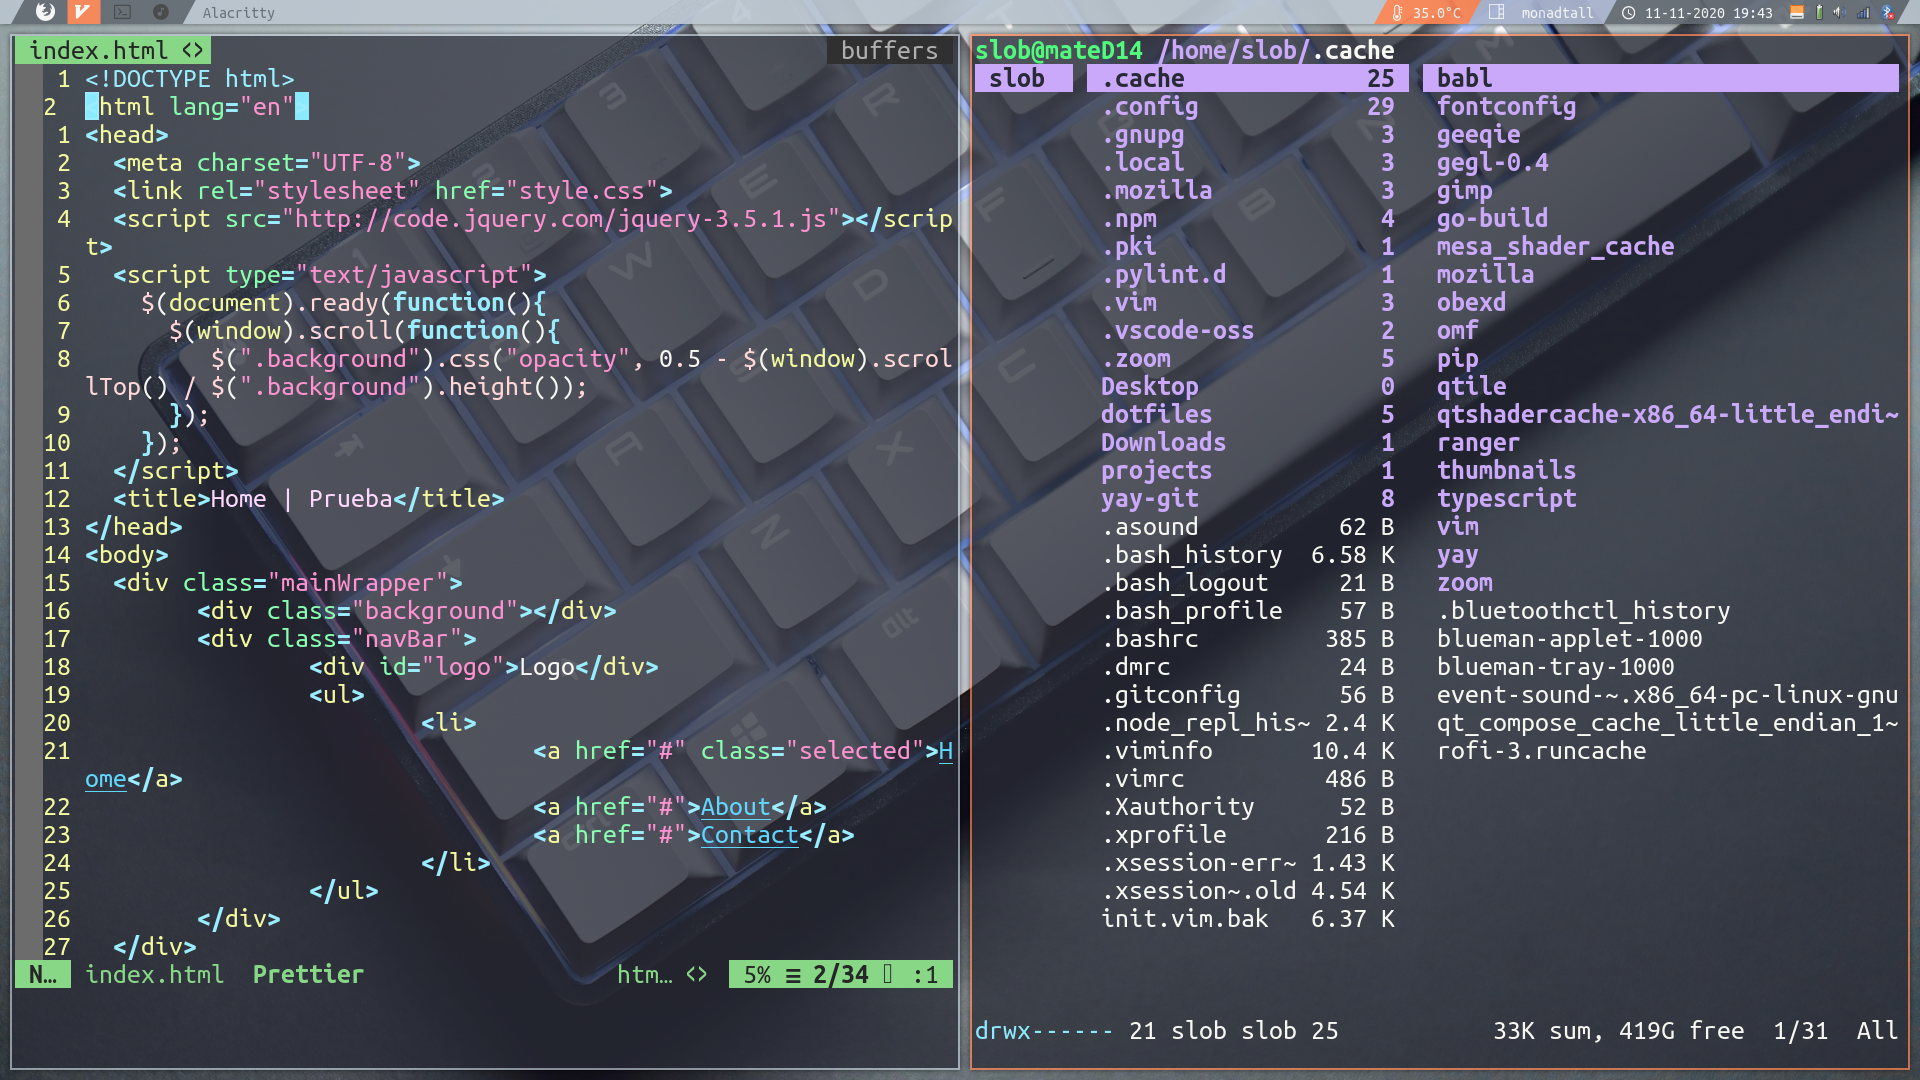 Alacritty
35.0°C
monadtall
11-11-2020 19:43
index.html <> buffers
1 <!DOCTYPE html>
2 <html lang="en">
1 <head>
2 <meta charset="UTF-8">
3 <link rel="stylesheet" href="style.css">
4 <script src="http://code.jquery.com/jquery-3.5.1.js"></scrip
t>
5 <script type="text/javascript">
6 $(document).ready(function(){
7 $(window).scroll(function(){
8 $(".background").css("opacity", 0.5 - $(window).scrol
lTop() / $(".background").height());
9 });
10 });
11 </script>
12 <title>Home | Prueba</title>
13 </head>
14 <body>
15 <div class="mainWrapper">
16 <div class="background"></div>
17 <div class="navBar">
18 <div id="logo">Logo</div>
19 <ul>
20 <li>
21 <a href="#" class="selected">H
ome</a>
22 <a href="#">About</a>
23 <a href="#">Contact</a>
24 </li>
25 </ul>
26 </div>
27 </div>
N… index.html Prettier htm… <> 5% ≡ 2/34 :1
slob@mateD14 /home/slob/.cache
slob
.cache 25
.config 29
.gnupg 3
.local 3
.mozilla 3
.npm 4
.pki 1
.pylint.d 1
.vim 3
.vscode-oss 2
.zoom 5
Desktop 0
dotfiles 5
Downloads 1
projects 1
yay-git 8
.asound 62 B
.bash_history 6.58 K
.bash_logout 21 B
.bash_profile 57 B
.bashrc 385 B
.dmrc 24 B
.gitconfig 56 B
.node_repl_his~ 2.4 K
.viminfo 10.4 K
.vimrc 486 B
.Xauthority 52 B
.xprofile 216 B
.xsession-err~ 1.43 K
.xsession~.old 4.54 K
init.vim.bak 6.37 K
babl
fontconfig
geeqie
gegl-0.4
gimp
go-build
mesa_shader_cache
mozilla
obexd
omf
pip
qtile
qtshadercache-x86_64-little_endi~
ranger
thumbnails
typescript
vim
yay
zoom
.bluetoothctl_history
blueman-applet-1000
blueman-tray-1000
event-sound-~.x86_64-pc-linux-gnu
qt_compose_cache_little_endian_1~
rofi-3.runcache
drwx------ 21 slob slob 25 33K sum, 419G free 1/31 All